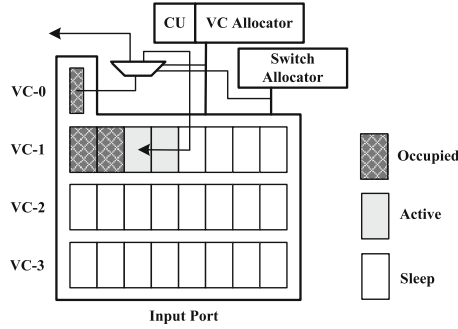 CU VC Allocator
Switch
Allocator
VC-0
VC-1
VC-2
VC-3
Occupied
Active
Sleep
Input Port